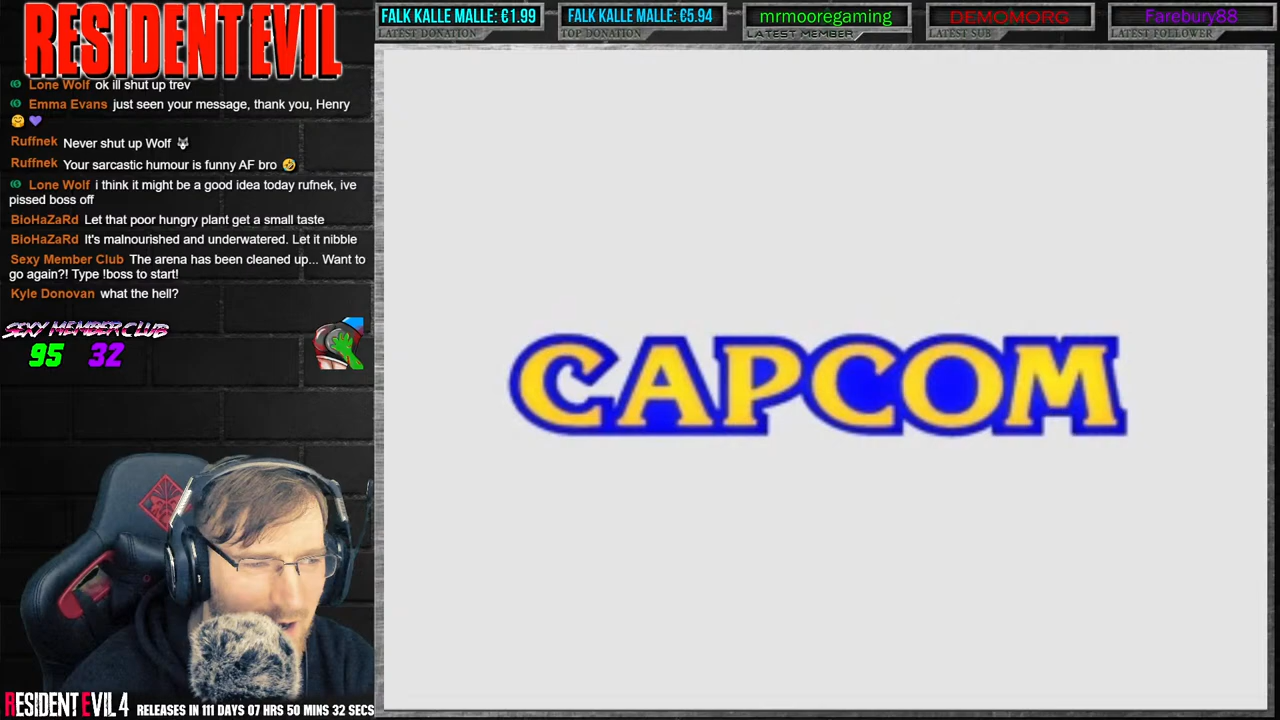 RESIDENT EVIL
FALK KALLE MALLE: €1.99
LATEST DONATION
FALK KALLE MALLE: €5.94
TOP DONATION
mrmooregaming
LATEST MEMBER
DEMOMORG
LATEST SUB
Farebury88
LATEST FOLLOWER
Lone Wolf ok ill shut up trev
Emma Evans just seen your message, thank you, Henry
Ruffnek Never shut up Wolf
Ruffnek Your sarcastic humour is funny AF bro
Lone Wolf i think it might be a good idea today rufnek, ive
pissed boss off
BioHaZaRd Let that poor hungry plant get a small taste
BioHaZaRd It's malnourished and underwatered. Let it nibble
Sexy Member Club The arena has been cleaned up... Want to
go again?! Type !boss to start!
Kyle Donovan what the hell?
SEXY MEMBER CLUB
95 32
CAPCOM
RESIDENT EVIL 4 RELEASES IN 111 DAYS 07 HRS 50 MINS 32 SECS